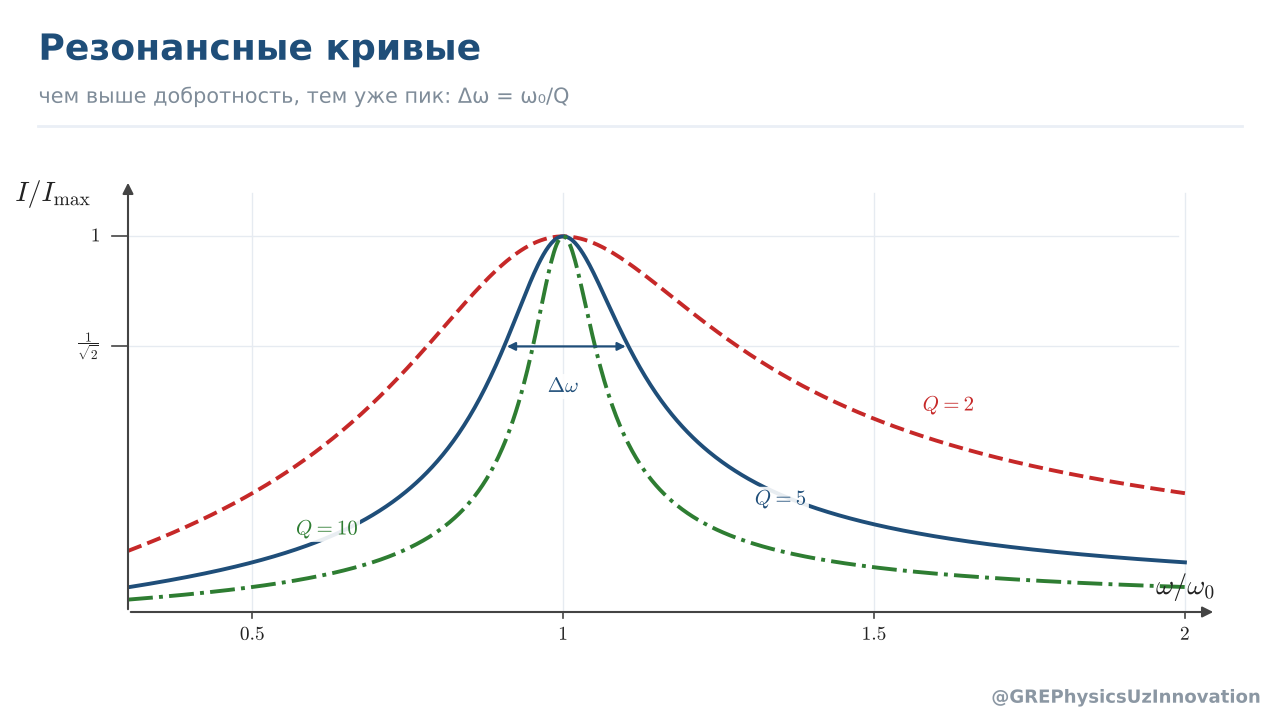 Резонансные кривые
чем выше добротность, тем уже пик: Δω = ω₀/Q
I/I_max
1
1/√2
Δω
Q = 2
Q = 5
Q = 10
ω/ω₀
0.5 1 1.5 2
@GREPhysicsUzInnovation